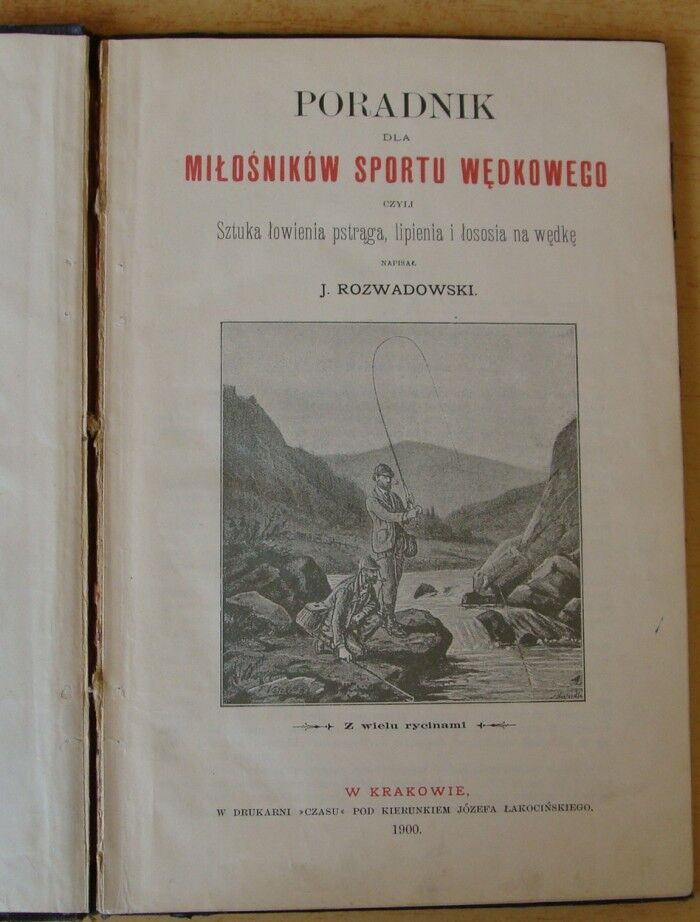 PORADNIK
DLA
MIŁOŚNIKÓW SPORTU WĘDKOWEGO
CZYLI
Sztuka łowienia pstrąga, lipienia i łososia na wędkę
NAPISAŁ
J. ROZWADOWSKI.
Z wielu rycinami
W KRAKOWIE,
W DRUKARNI »CZASU« POD KIERUNKIEM JÓZEFA ŁAKOCIŃSKIEGO.
1900.